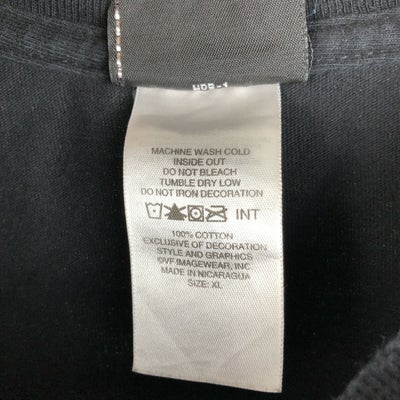 MACHINE WASH COLD
INSIDE OUT
DO NOT BLEACH
TUMBLE DRY LOW
DO NOT IRON DECORATION
INT
100% COTTON
EXCLUSIVE OF DECORATION
STYLE AND GRAPHICS
©VF IMAGEWEAR, INC.
MADE IN NICARAGUA
SIZE: XL